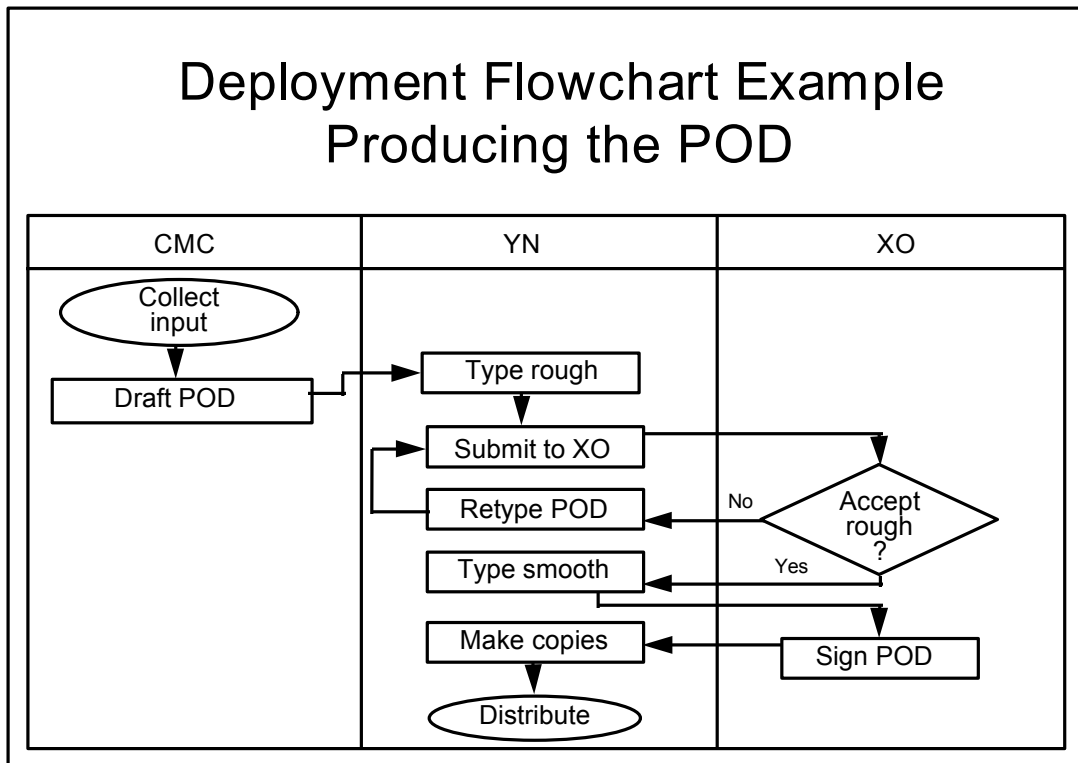 Deployment Flowchart Example
Producing the POD
CMC
YN
XO
Collect
input
Draft POD
Type rough
Submit to XO
Accept
rough
?
No
Retype POD
Yes
Type smooth
Sign POD
Make copies
Distribute